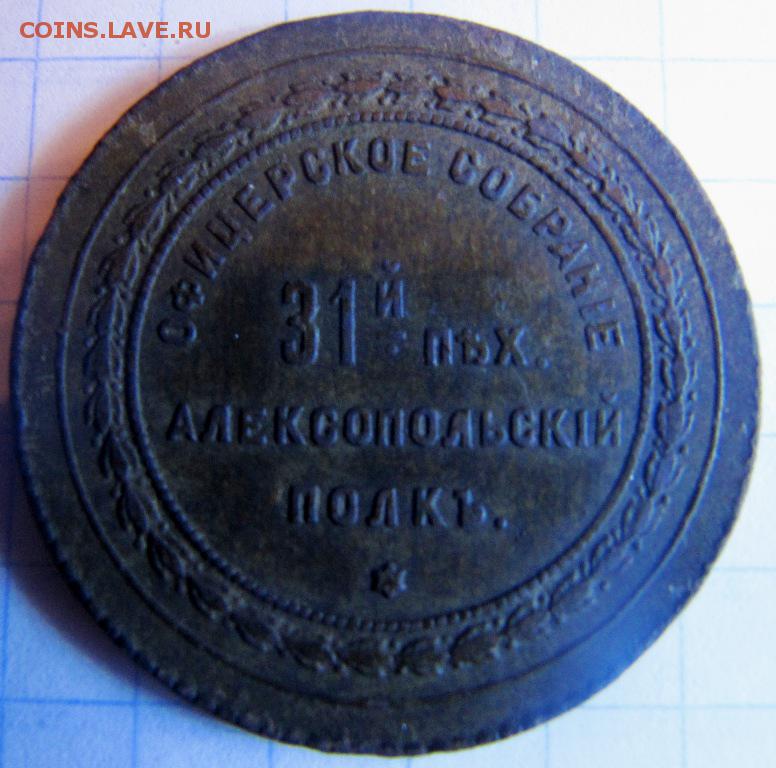 COINS.LAVE.RU
ОФИЦЕРСКОЕ СОБРАНІЕ
31й ПѢХ.
АЛЕКСОПОЛЬСКІЙ
ПОЛКЪ.